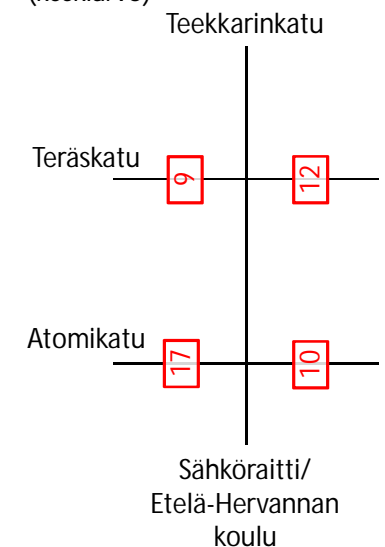 Teekkarinkatu
Teräskatu
9
12
Atomikatu
17
10
Sähköraitti/
Etelä-Hervannan
koulu